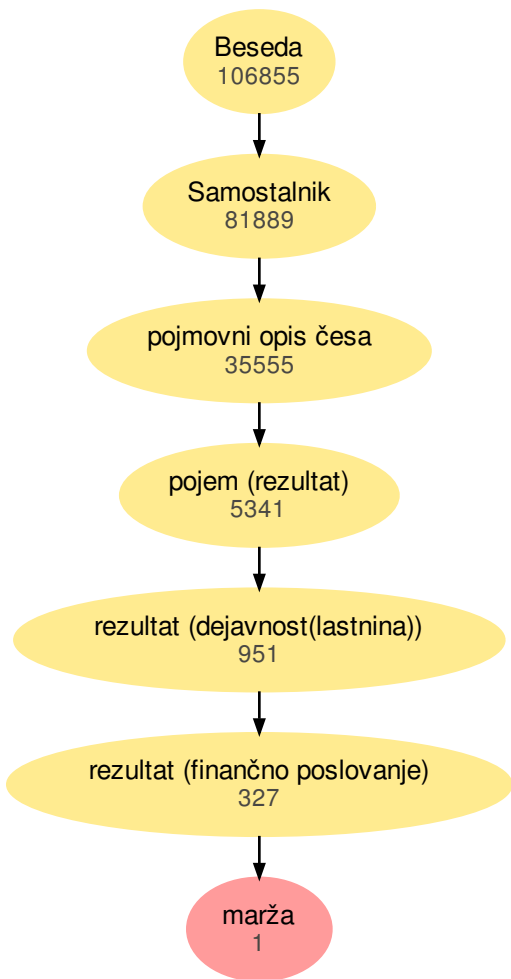 Beseda
106855
Samostalnik
81889
pojmovni opis česa
35555
pojem (rezultat)
5341
rezultat (dejavnost(lastnina))
951
rezultat (finančno poslovanje)
327
marža
1